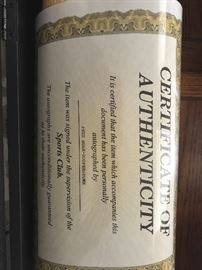 CERTIFICATE OF
AUTHENTICITY
It is certified that the item which accompanies this
document has been personally
autographed by
The item was signed under the supervision of the
Sports Club.
The autographs are unconditionally guaranteed